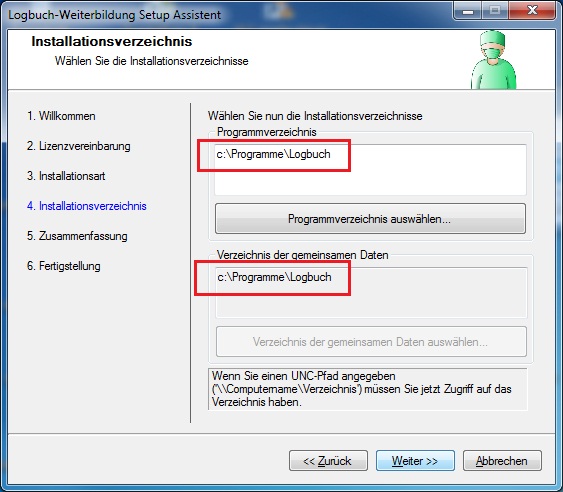 Logbuch-Weiterbildung Setup Assistent
Installationsverzeichnis
Wählen Sie die Installationsverzeichnisse
1. Willkommen
2. Lizenzvereinbarung
3. Installationsart
4. Installationsverzeichnis
5. Zusammenfassung
6. Fertigstellung
Wählen Sie nun die Installationsverzeichnisse
Programmverzeichnis
c:\Programme\Logbuch
Programmverzeichnis auswählen...
Verzeichnis der gemeinsamen Daten
c:\Programme\Logbuch
Verzeichnis der gemeinsamen Daten auswählen...
Wenn Sie einen UNC-Pfad angegeben
('\\Computername\Verzeichnis') müssen Sie jetzt Zugriff auf das
Verzeichnis haben.
<< Zurück
Weiter >>
Abbrechen